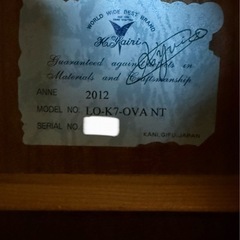 WORLD WIDE BEST BRAND
K.Yairi
Guaranteed against defects in
Materials and Craftsmanship
ANNE 2012
MODEL NO: LO-K7-OVA NT
SERIAL NO
KANI, GIFU, JAPAN